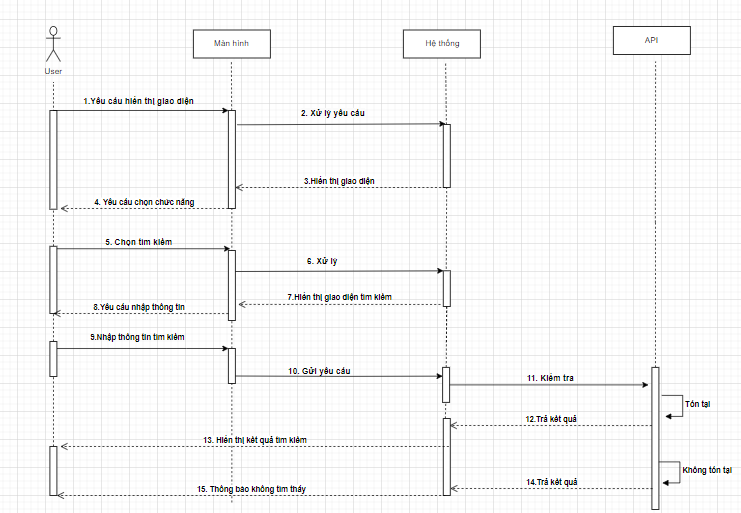 Màn hình
Hệ thống
API
User
1.Yêu cầu hiển thị giao diện
2. Xử lý yêu cầu
3.Hiển thị giao diện
4. Yêu cầu chọn chức năng
5. Chọn tìm kiếm
6. Xử lý
7.Hiển thị giao diện tìm kiếm
8.Yêu cầu nhập thông tin
9.Nhập thông tin tìm kiếm
10. Gửi yêu cầu
11. Kiểm tra
Tồn tại
12.Trả kết quả
13. Hiển thị kết quả tìm kiếm
Không tồn tại
14.Trả kết quả
15. Thông báo không tìm thấy